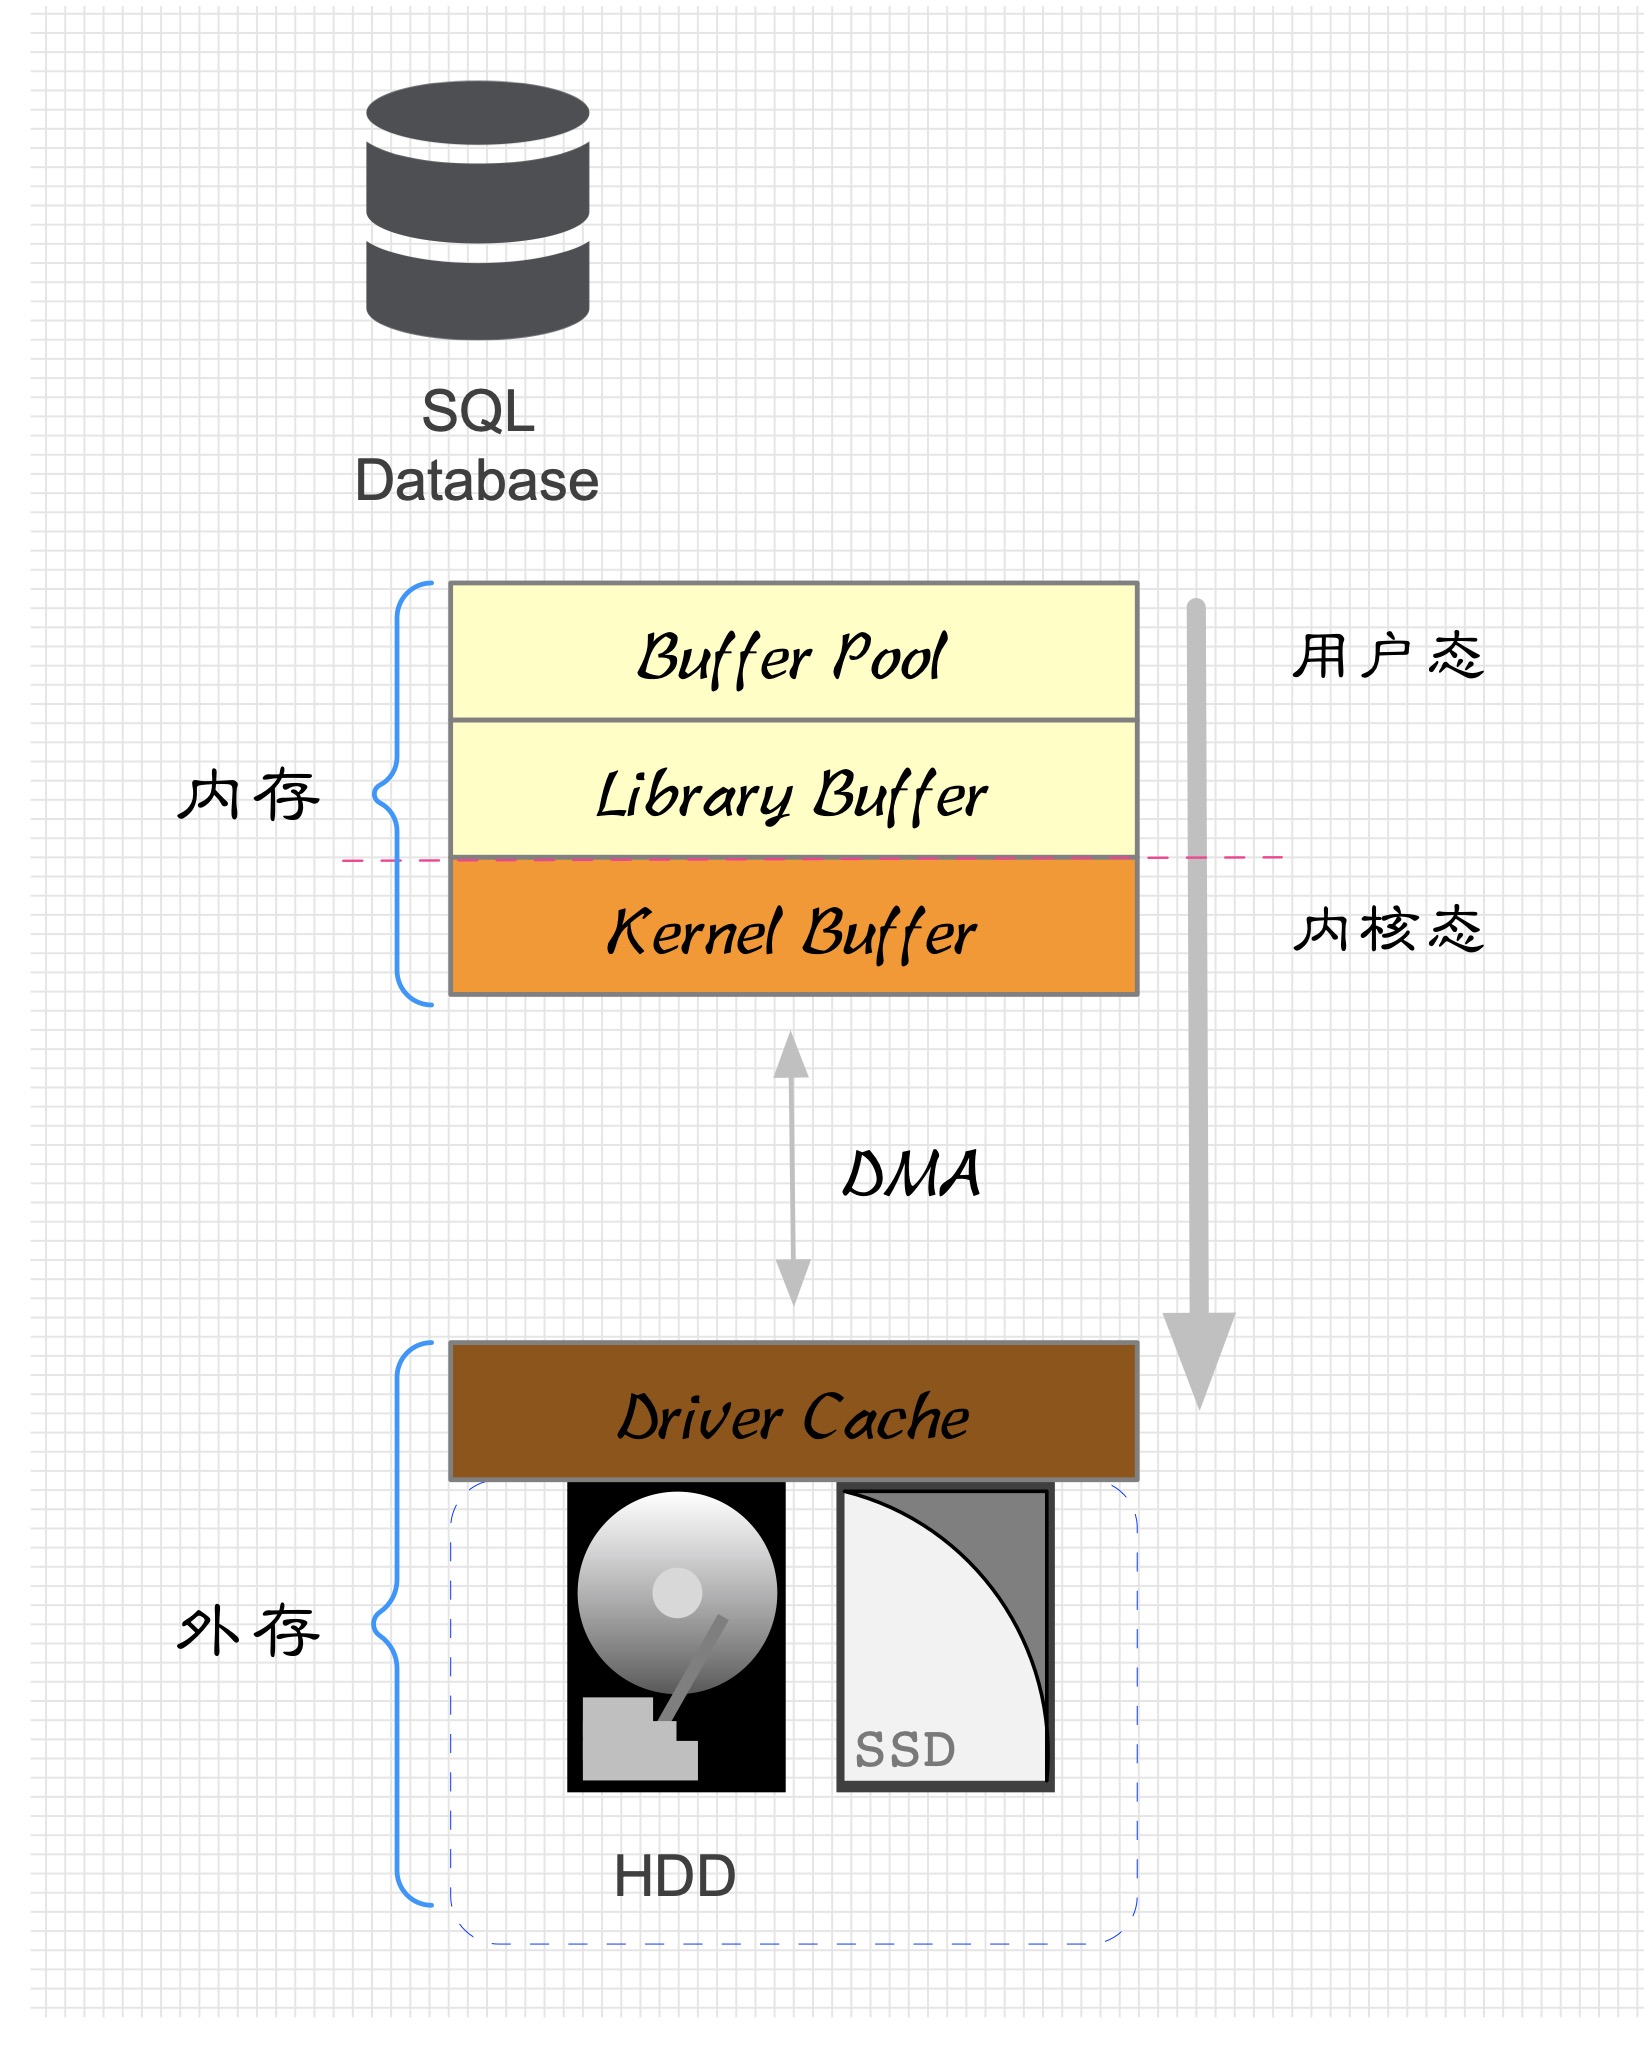 SQL
Database
Buffer Pool
用户态
Library Buffer
内存
Kernel Buffer
内核态
DMA
Driver Cache
外存
SSD
HDD